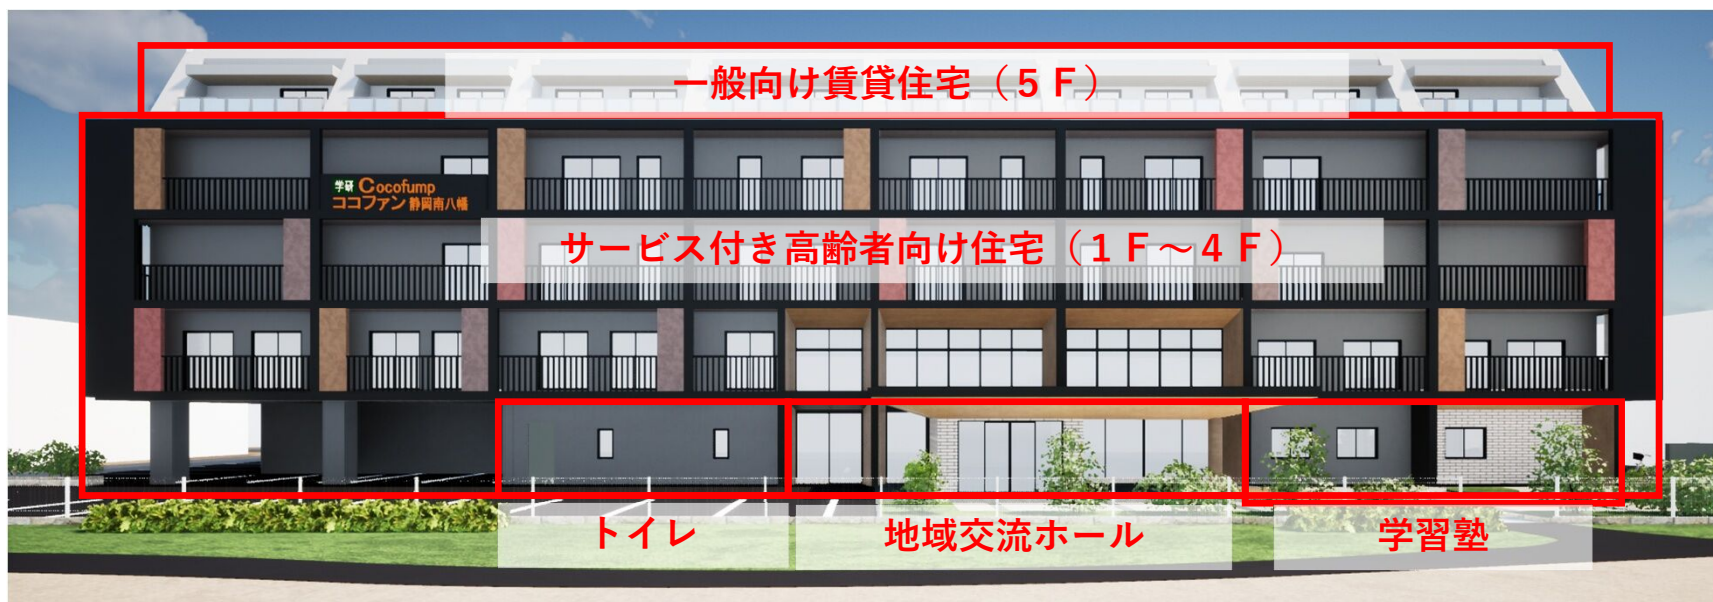 一般向け賃貸住宅（５Ｆ）
学研 Cocofump
ココファン 静岡南八幡
サービス付き高齢者向け住宅（１Ｆ～４Ｆ）
トイレ
地域交流ホール
学習塾